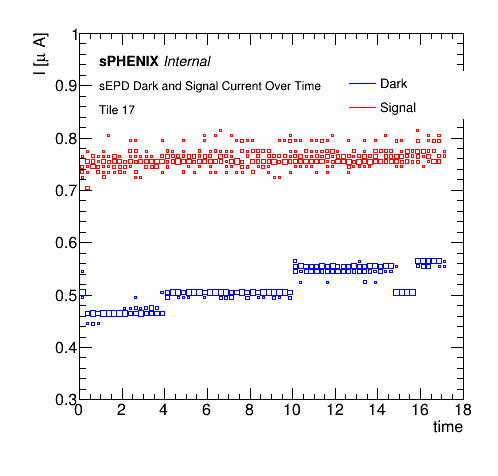 I [μ A]
1
sPHENIX Internal
sEPD Dark and Signal Current Over Time
Tile 17
Dark
Signal
0.9
0.8
0.7
0.6
0.5
0.4
0.3
0 2 4 6 8 10 12 14 16 18
time